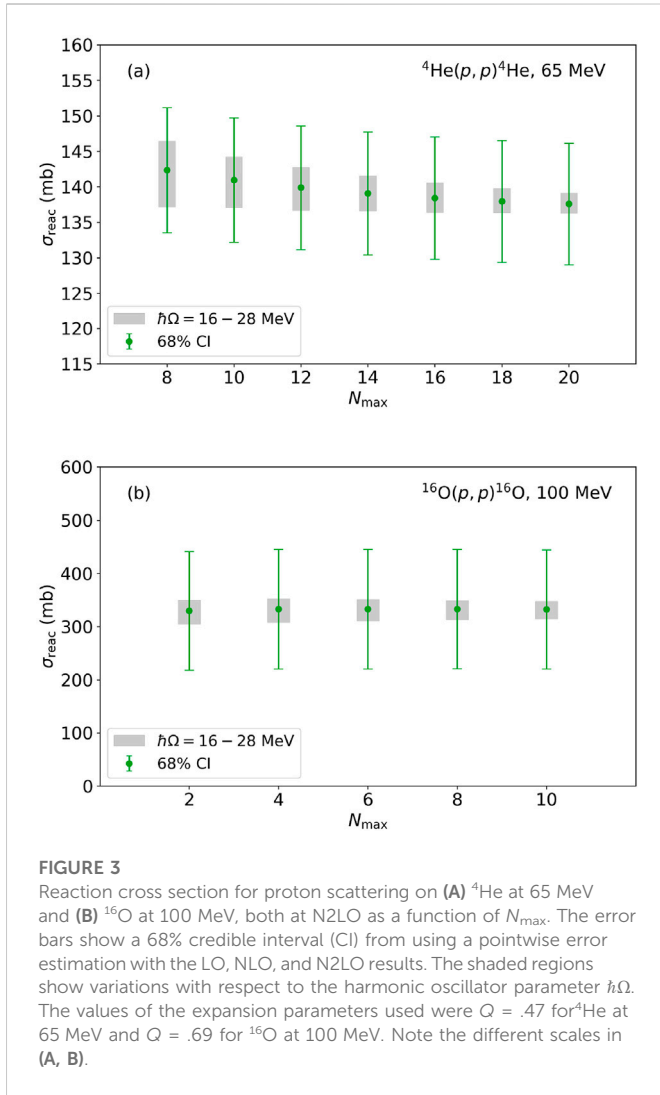 160
155
150
145
140
135
130
125
120
115
σreac (mb)
(a)
⁴He(p, p)⁴He, 65 MeV
ħΩ = 16 − 28 MeV
68% CI
8 10 12 14 16 18 20
Nmax
600
500
400
300
200
100
0
σreac (mb)
(b)
¹⁶O(p, p)¹⁶O, 100 MeV
ħΩ = 16 − 28 MeV
68% CI
2 4 6 8 10
Nmax
FIGURE 3
Reaction cross section for proton scattering on (A) ⁴He at 65 MeV
and (B) ¹⁶O at 100 MeV, both at N2LO as a function of Nmax. The error
bars show a 68% credible interval (CI) from using a pointwise error
estimation with the LO, NLO, and N2LO results. The shaded regions
show variations with respect to the harmonic oscillator parameter ħΩ.
The values of the expansion parameters used were Q = .47 for⁴He at
65 MeV and Q = .69 for ¹⁶O at 100 MeV. Note the different scales in
(A, B).